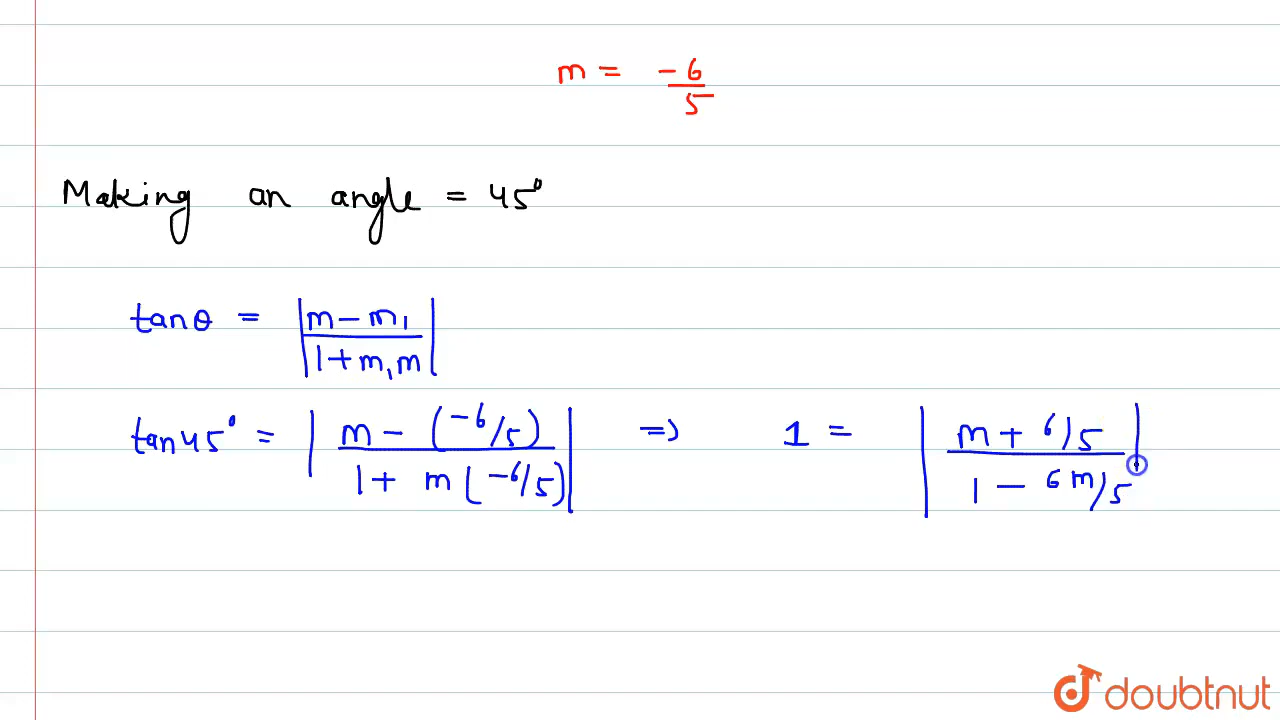 m = -6/5
Making an angle = 45°
tanθ = |m - m₁ / 1 + m₁m|
tan45° = |m - (-6/5) / 1 + m(-6/5)| ⇒ 1 = |m + 6/5 / 1 - 6m/5|
doubtnut